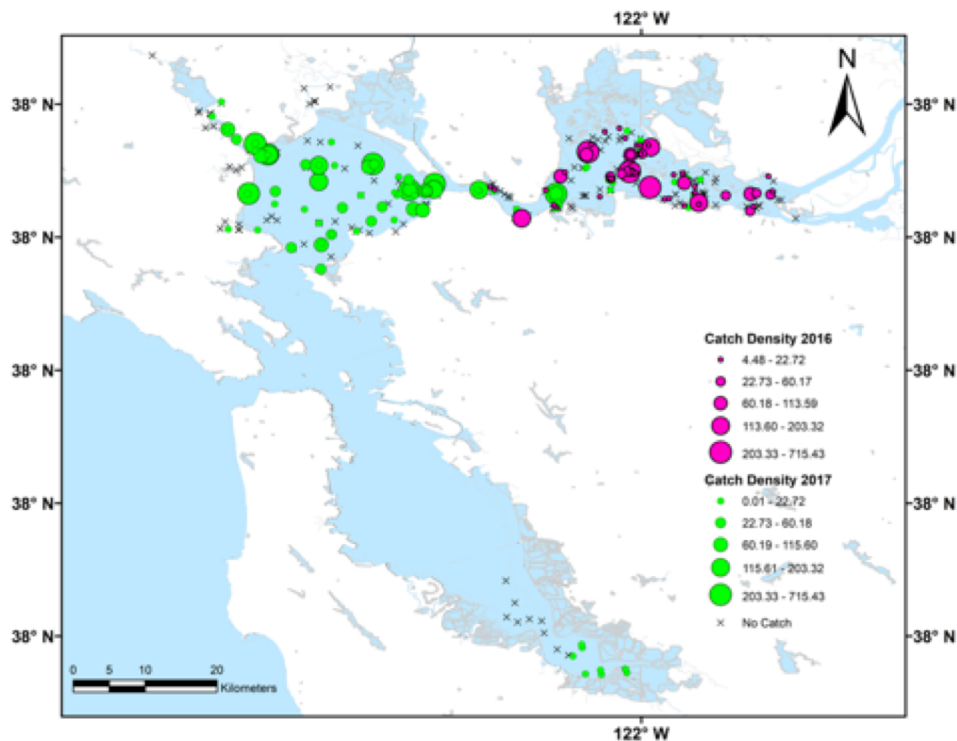 122° W
N
38° N 38° N
38° N 38° N
Catch Density 2016
4.48 - 22.72
38° N 38° N
22.73 - 60.17
60.18 - 113.59
113.60 - 203.32
203.33 - 715.43
Catch Density 2017
38° N 38° N
0.01 - 22.72
22.73 - 60.18
60.19 - 115.60
115.61 - 203.32
203.33 - 715.43
No Catch
38° N 38° N
0 5 10 20
Kilometers
122° W